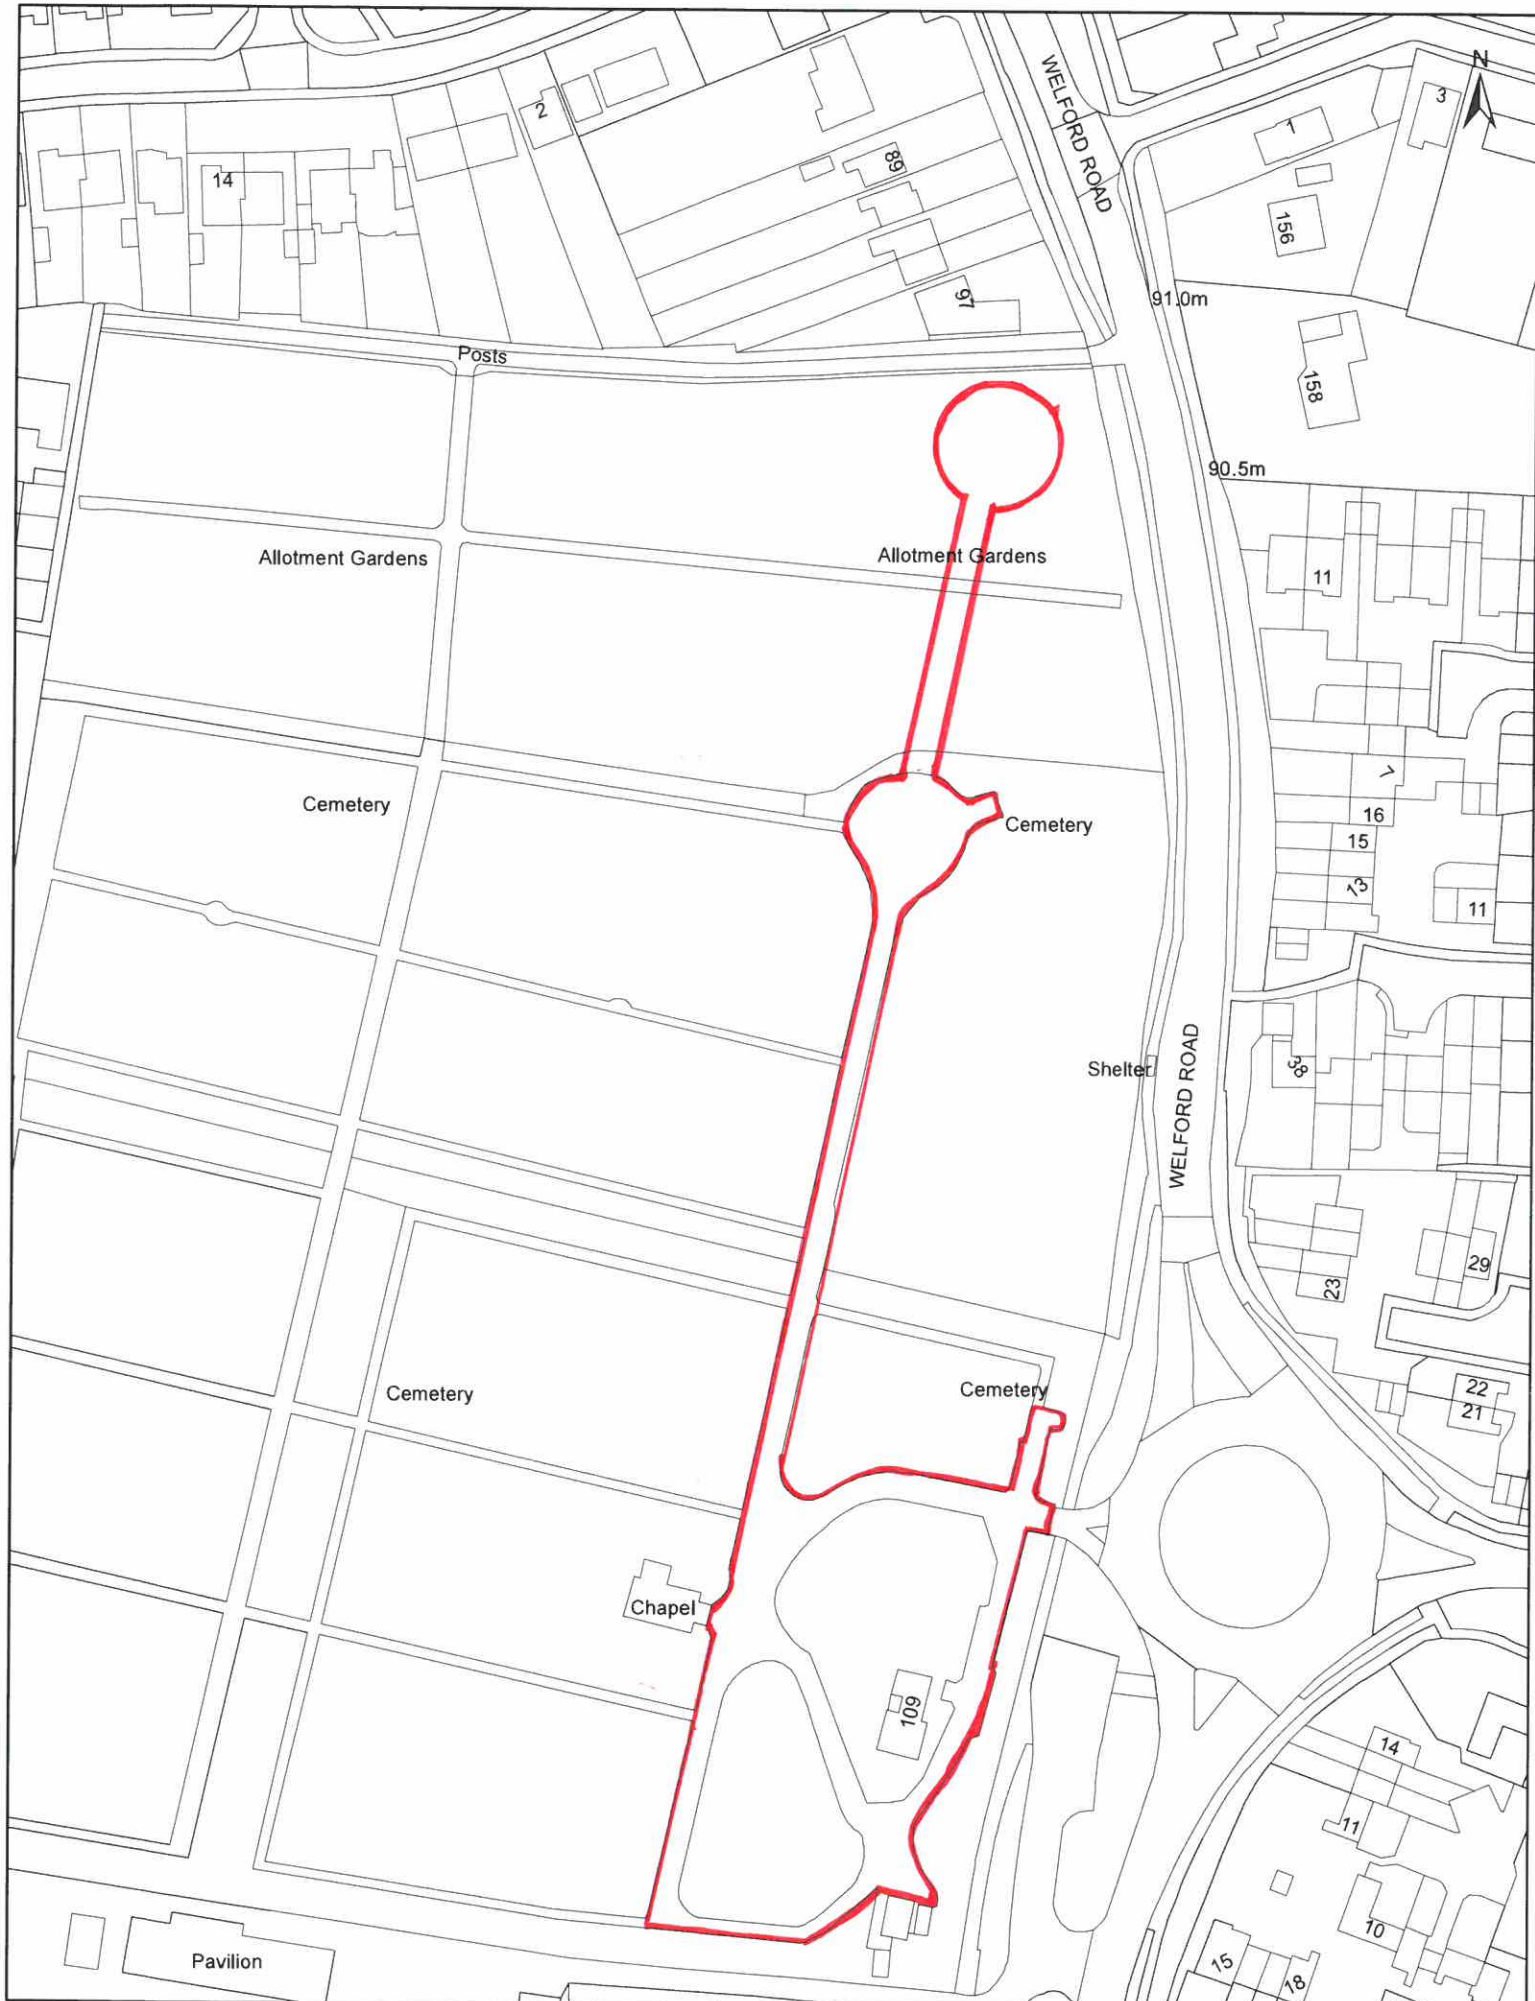 N
WELFORD ROAD
2
3
1
14
89
156
97
91.0m
Posts
158
90.5m
Allotment Gardens
Allotment Gardens
11
7
Cemetery
16
Cemetery
15
13
11
Shelter
38
WELFORD ROAD
29
23
Cemetery
Cemetery
22
21
Chapel
109
14
11
10
Pavilion
15
18